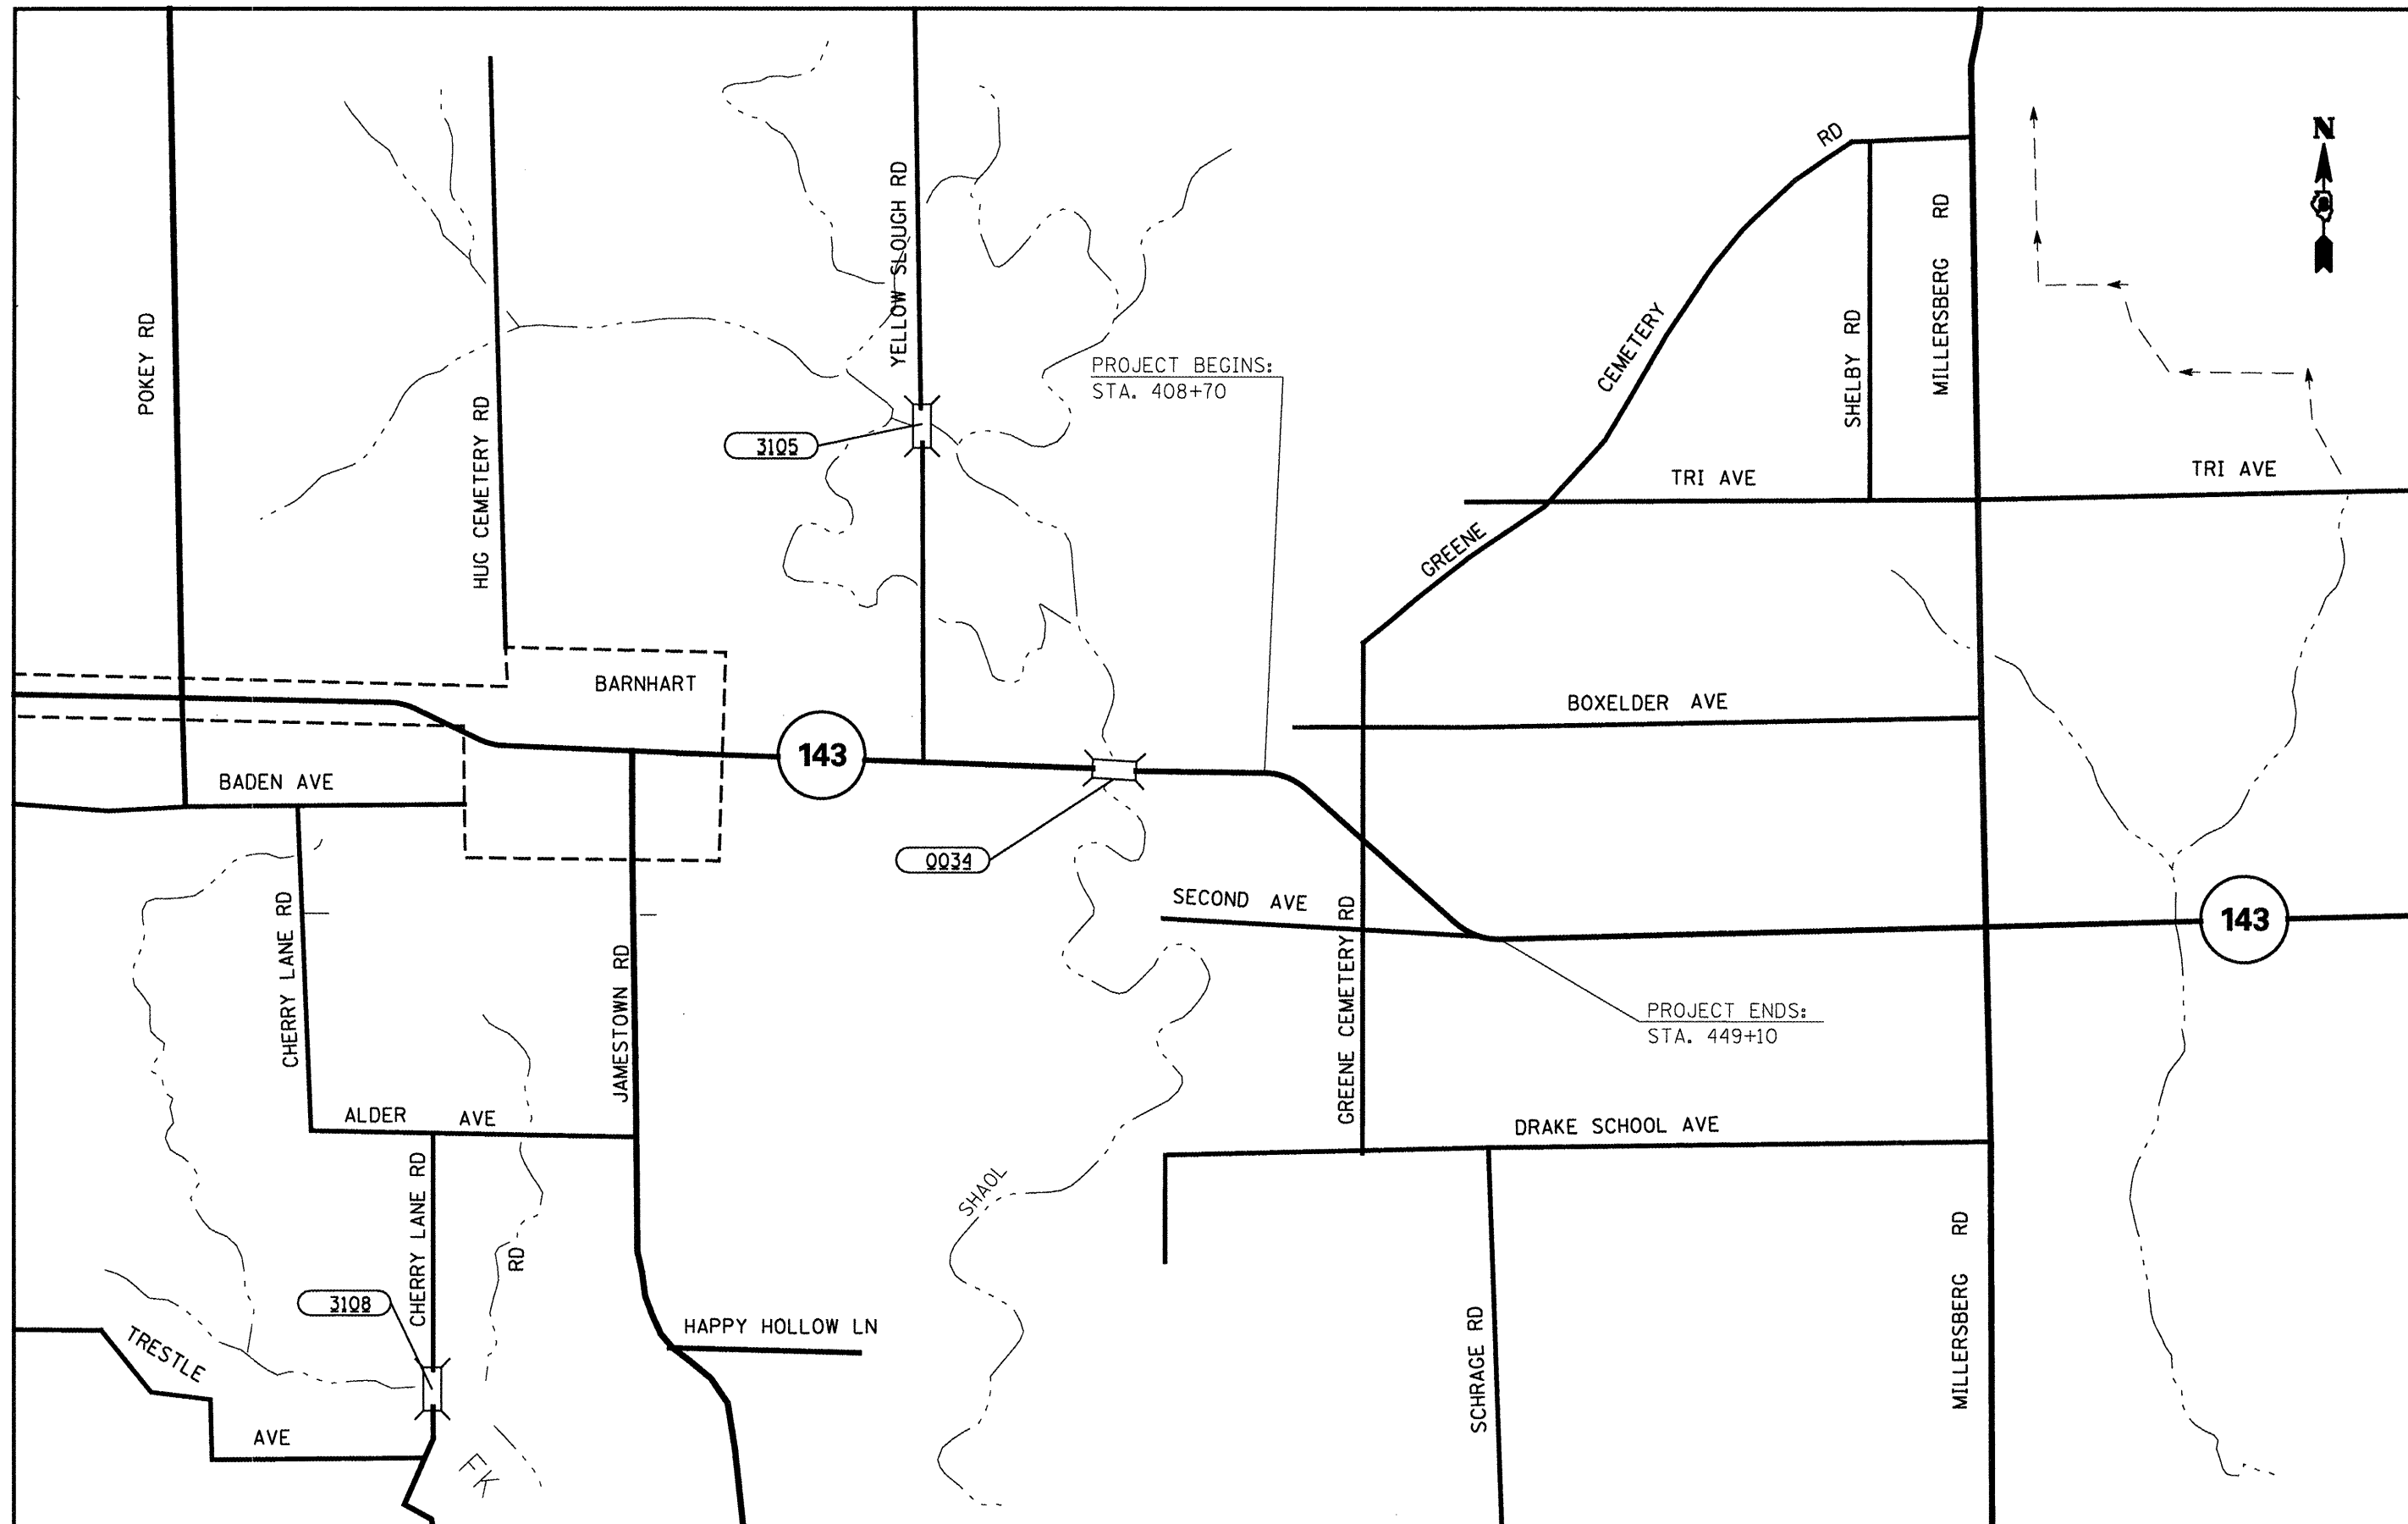 N
RD
YELLOW SLOUGH RD
MILLERSBERG RD
POKEY RD
CEMETERY
SHELBY RD
PROJECT BEGINS:
STA. 408+70
HUG CEMETERY RD
3105
TRI AVE
TRI AVE
GREENE
BARNHART
BOXELDER AVE
143
BADEN AVE
0034
SECOND AVE
143
CHERRY LANE RD
JAMESTOWN RD
GREENE CEMETERY RD
PROJECT ENDS:
STA. 449+10
ALDER AVE
DRAKE SCHOOL AVE
CHERRY LANE RD
SHAOL
RD
MILLERSBERG RD
3108
HAPPY HOLLOW LN
TRESTLE
SCHRAGE RD
AVE
FK